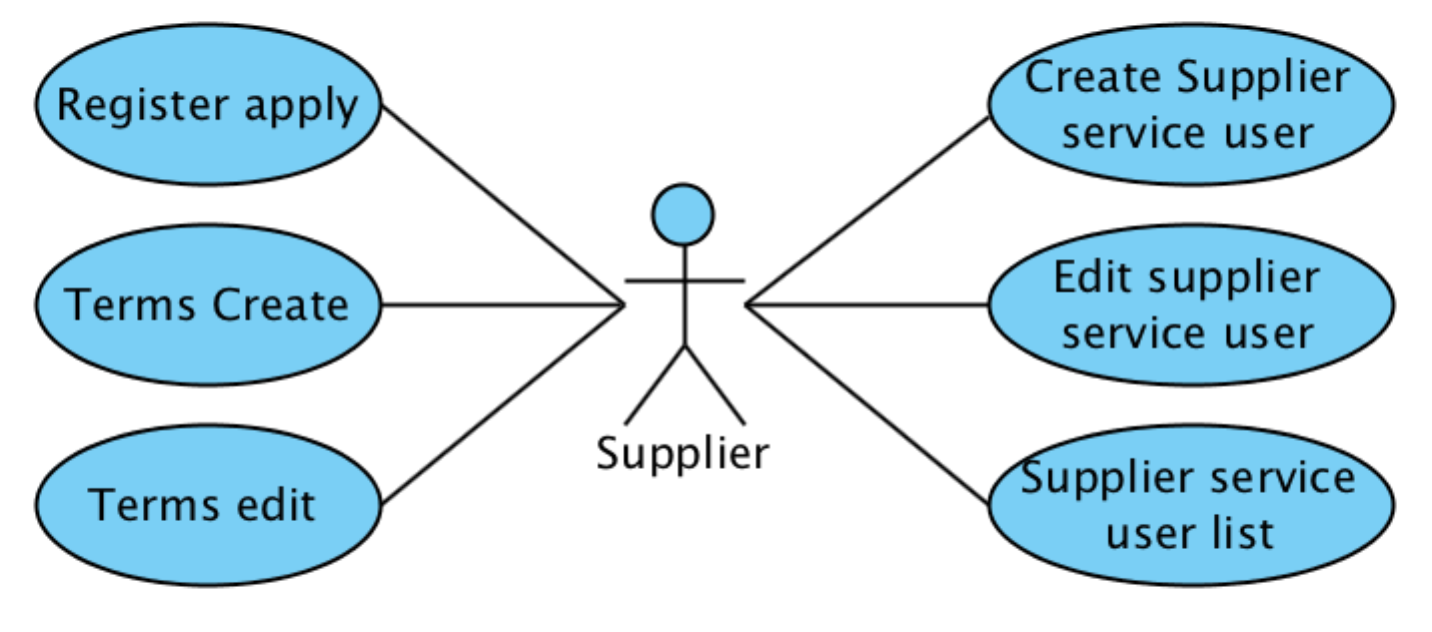 Register apply
Terms Create
Terms edit
Supplier
Create Supplier
service user
Edit supplier
service user
Supplier service
user list